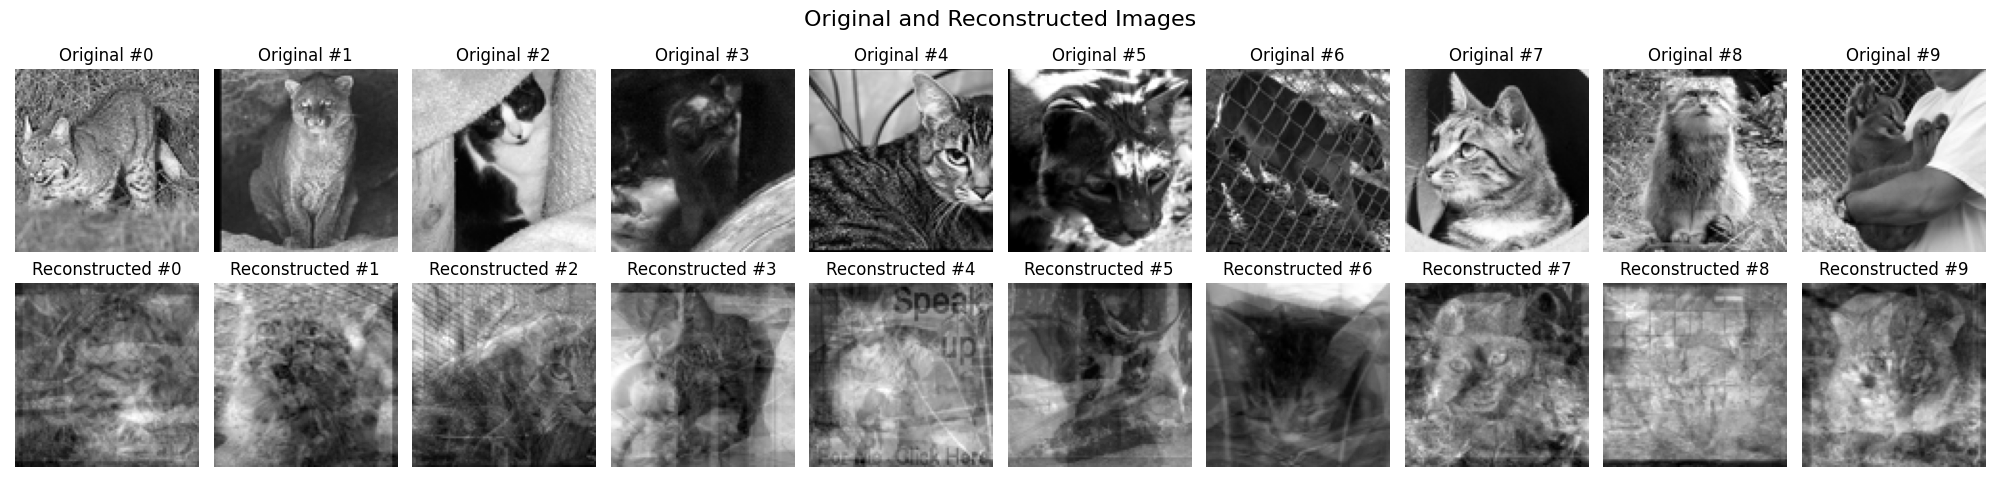 Original and Reconstructed Images
Original #0 Original #1 Original #2 Original #3 Original #4 Original #5 Original #6 Original #7 Original #8 Original #9
Reconstructed #0 Reconstructed #1 Reconstructed #2 Reconstructed #3 Reconstructed #4 Reconstructed #5 Reconstructed #6 Reconstructed #7 Reconstructed #8 Reconstructed #9
Speak
up
For Me Click Here